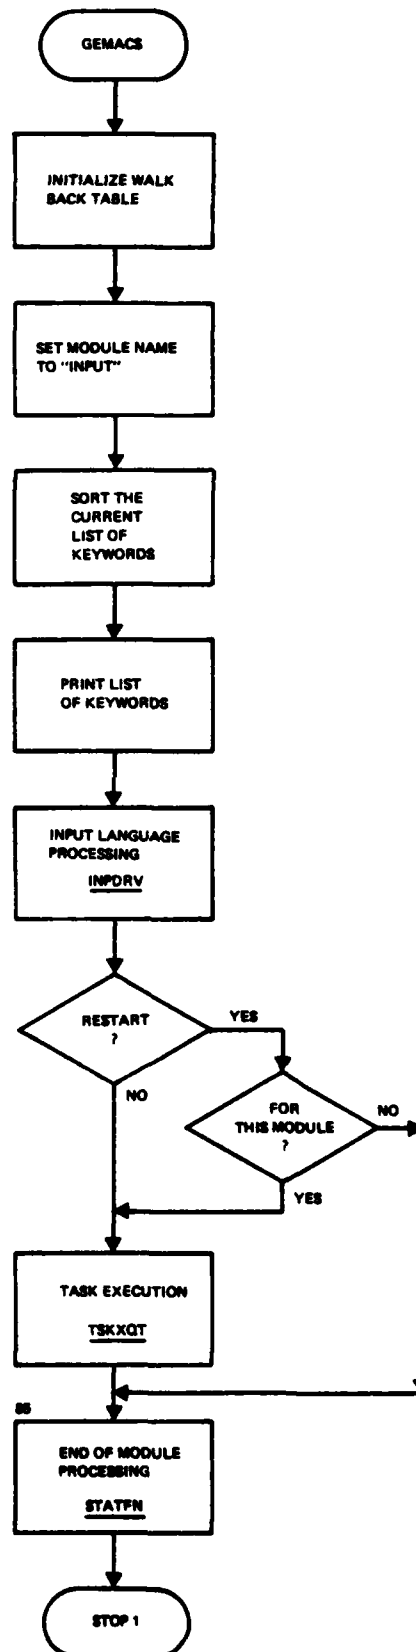 GEMACS
INITIALIZE WALK
BACK TABLE
SET MODULE NAME
TO "INPUT"
SORT THE
CURRENT
LIST OF
KEYWORDS
PRINT LIST
OF KEYWORDS
INPUT LANGUAGE
PROCESSING
INPDRV
RESTART
?
YES
NO
FOR
THIS MODULE
?
NO
YES
TASK EXECUTION
TSKXQT
85
END OF MODULE
PROCESSING
STATFN
STOP 1